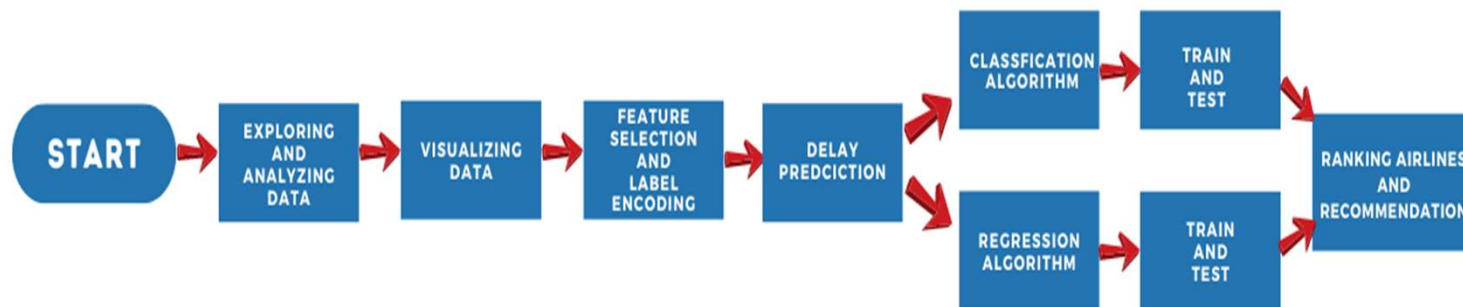 START
EXPLORING
AND
ANALYZING
DATA
VISUALIZING
DATA
FEATURE
SELECTION
AND
LABEL
ENCODING
DELAY
PREDCICTION
CLASSFICATION
ALGORITHM
TRAIN
AND
TEST
REGRESSION
ALGORITHM
TRAIN
AND
TEST
RANKING AIRLINES
AND
RECOMMENDATION